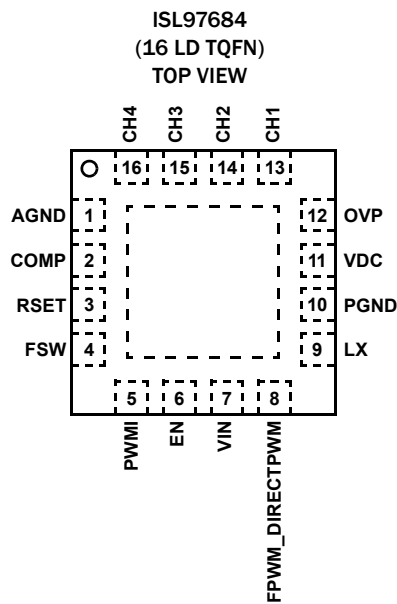 ISL97684
(16 LD TQFN)
TOP VIEW
CH4
CH3
CH2
CH1
16
15
14
13
AGND 1
12 OVP
COMP 2
11 VDC
RSET 3
10 PGND
FSW 4
9 LX
5
6
7
8
PWMI
EN
VIN
FPWM_DIRECTPWM